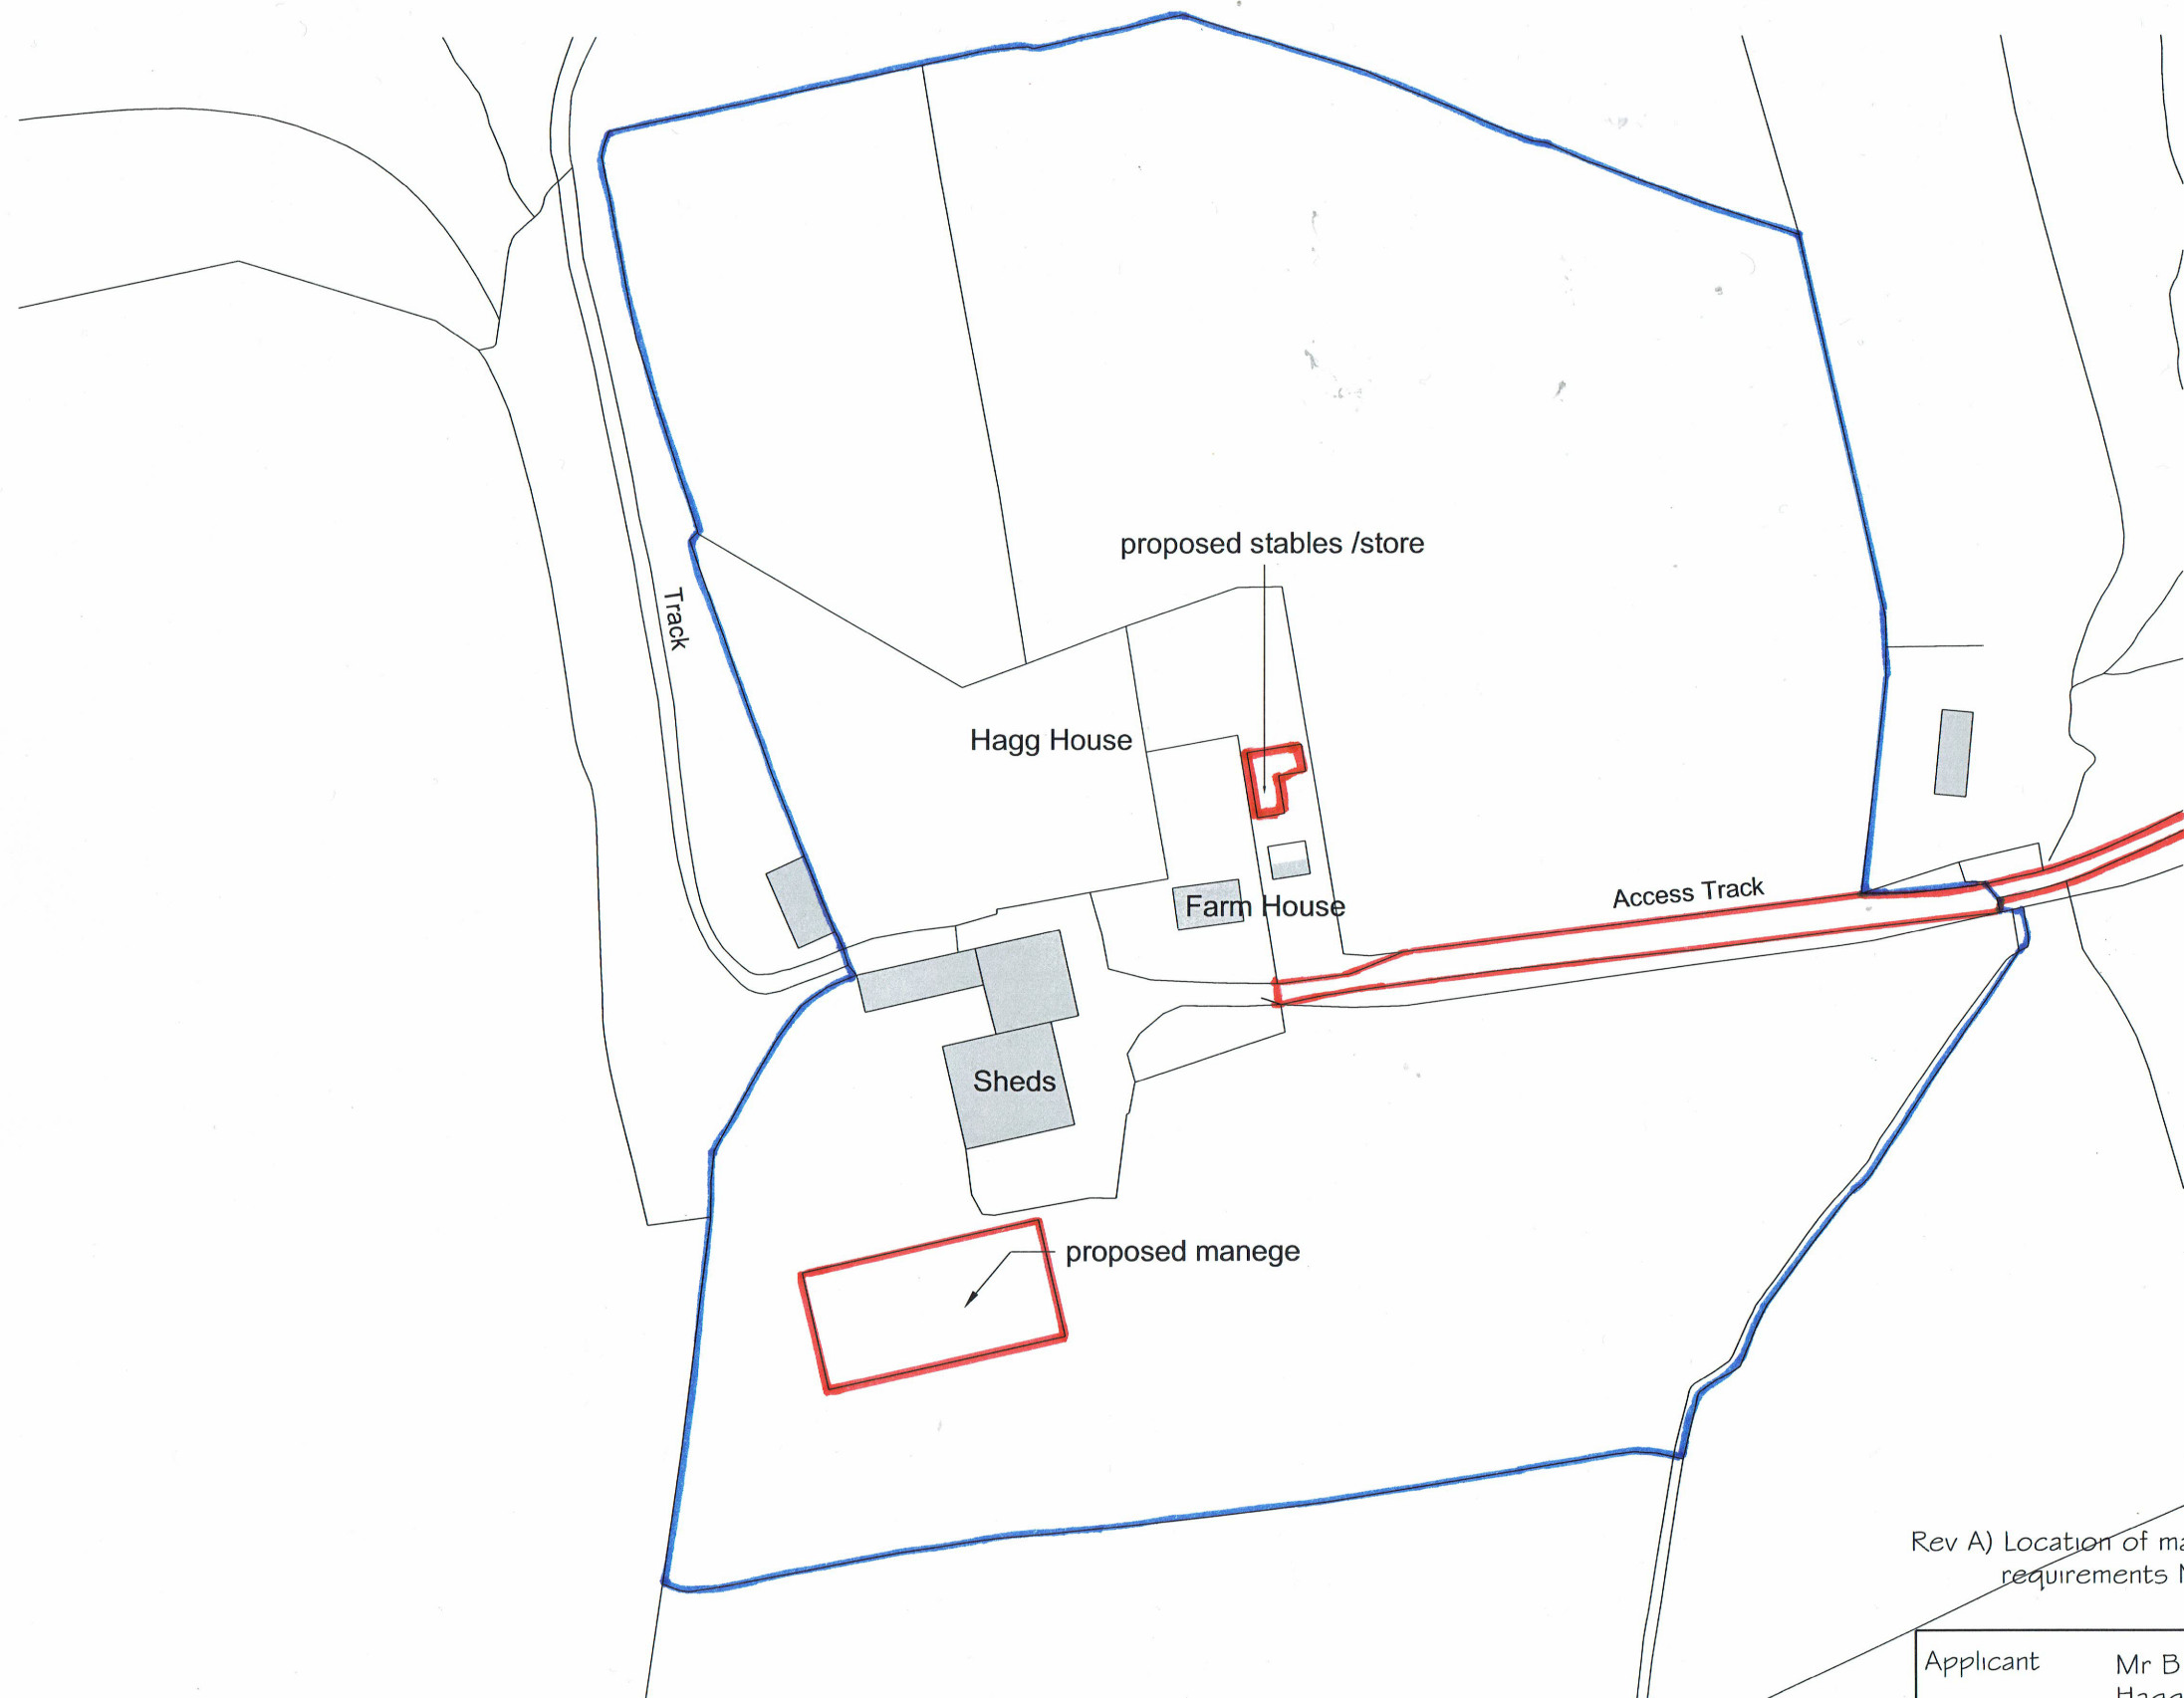 proposed stables /store
Track
Hagg House
Access Track
Farm House
Sheds
proposed manege
Rev A) Location of
requirements
Applicant
Mr B